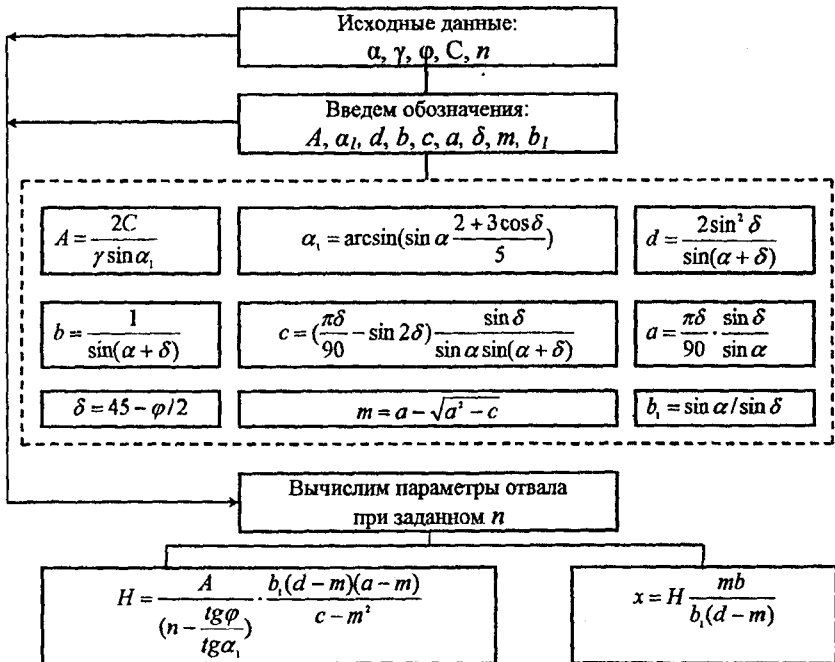 Исходные данные:
α, γ, φ, C, n
Введем обозначения:
A, α₁, d, b, c, a, δ, m, b₁
A = 2C / (γ sin α₁)
α₁ = arcsin(sin α (2 + 3cos δ) / 5)
d = 2sin² δ / sin(α + δ)
b = 1 / sin(α + δ)
c = (πδ / 90 − sin 2δ) sin δ / (sin α sin(α + δ))
a = πδ / 90 · sin δ / sin α
δ = 45 − φ/2
m = a − √(a² − c)
b₁ = sin α / sin δ
Вычислим параметры отвала
при заданном n
H = A / (n − tgφ / tgα₁) · b₁(d − m)(a − m) / (c − m²)
x = H mb / (b₁(d − m))